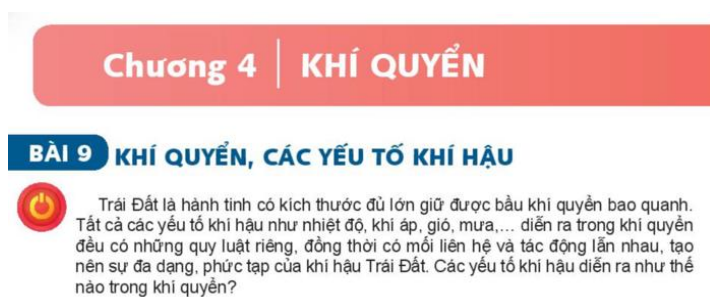 Chương 4 | KHÍ QUYỂN
BÀI 9 KHÍ QUYỂN, CÁC YẾU TỐ KHÍ HẬU
Trái Đất là hành tinh có kích thước đủ lớn giữ được bầu khí quyển bao quanh.
Tất cả các yếu tố khí hậu như nhiệt độ, khí áp, gió, mưa,... diễn ra trong khí quyển
đều có những quy luật riêng, đồng thời có mối liên hệ và tác động lẫn nhau, tạo
nên sự đa dạng, phức tạp của khí hậu Trái Đất. Các yếu tố khí hậu diễn ra như thế
nào trong khí quyển?